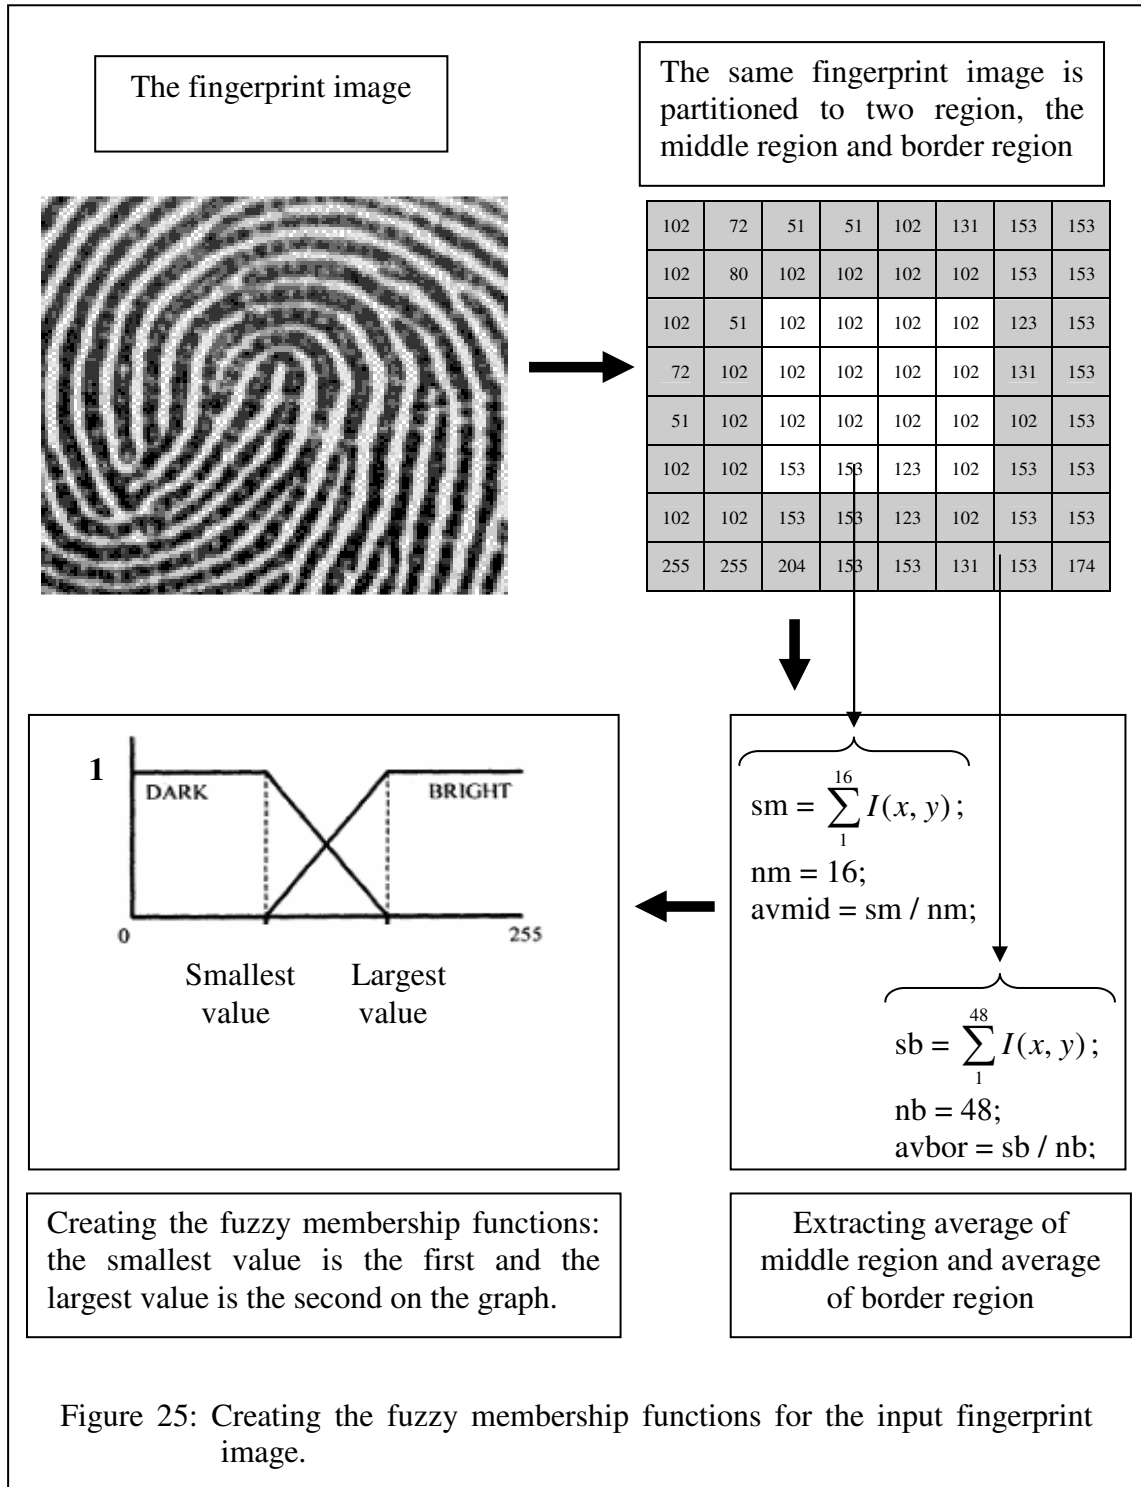 The fingerprint image
The same fingerprint image is
partitioned to two region, the
middle region and border region
102 72 51 51 102 131 153 153
102 80 102 102 102 102 153 153
102 51 102 102 102 102 123 153
72 102 102 102 102 102 131 153
51 102 102 102 102 102 102 153
102 102 153 153 123 102 153 153
102 102 153 153 123 102 153 153
255 255 204 153 153 131 153 174
1
DARK
BRIGHT
0
255
Smallest value
Largest value
sm = \sum_{1}^{16} I(x, y);
nm = 16;
avmid = sm / nm;
sb = \sum_{1}^{48} I(x, y);
nb = 48;
avbor = sb / nb;
Creating the fuzzy membership functions:
the smallest value is the first and the
largest value is the second on the graph.
Extracting average of
middle region and average
of border region
Figure 25: Creating the fuzzy membership functions for the input fingerprint
image.